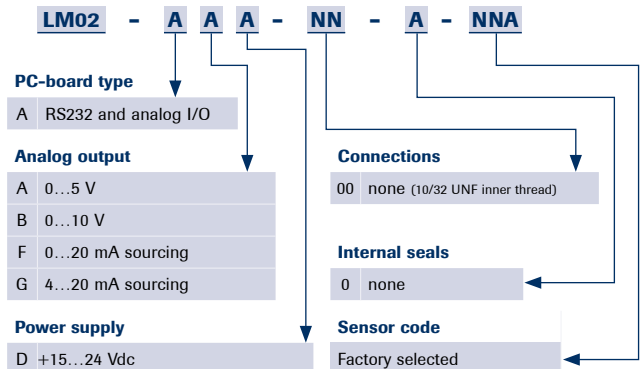 LM02 - A A A - NN - A - NNA
PC-board type
A RS232 and analog I/O
Analog output
A 0...5 V
B 0...10 V
F 0...20 mA sourcing
G 4...20 mA sourcing
Power supply
D +15...24 Vdc
Connections
00 none (10/32 UNF inner thread)
Internal seals
0 none
Sensor code
Factory selected